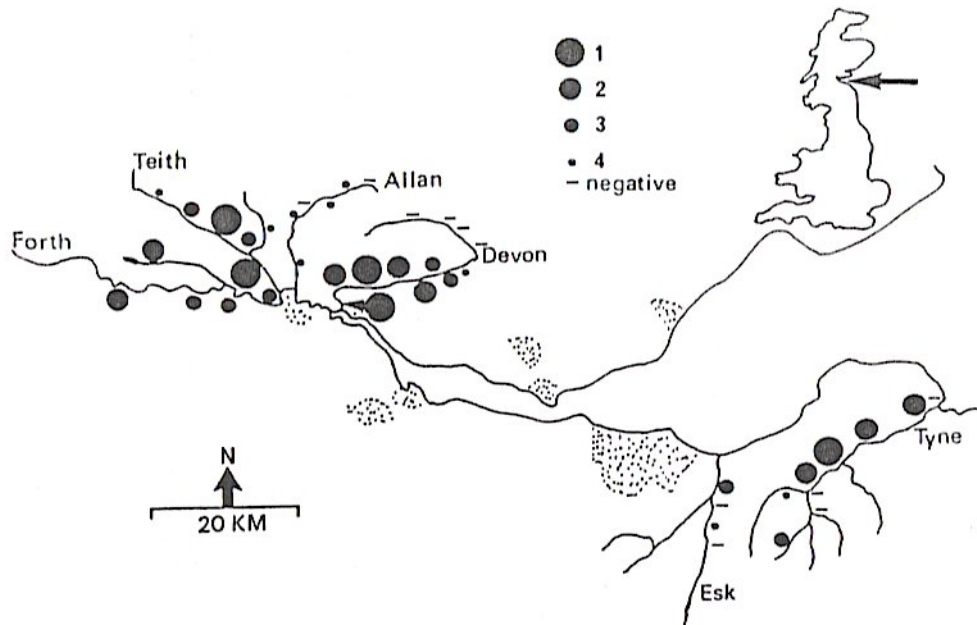 1
2
3
4
– negative
Teith
Allan
Forth
Devon
N
20 KM
Tyne
Esk